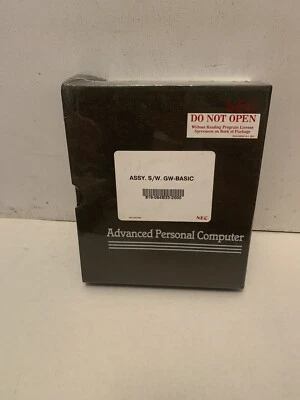 DO NOT OPEN
Without Reading Program License
Agreement on Back of Package
ASSY. S/W. GW-BASIC
NEC
Advanced Personal Computer